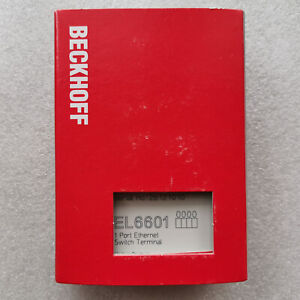 BECKHOFF
EL6601
1 Port Ethernet
Switch Terminal